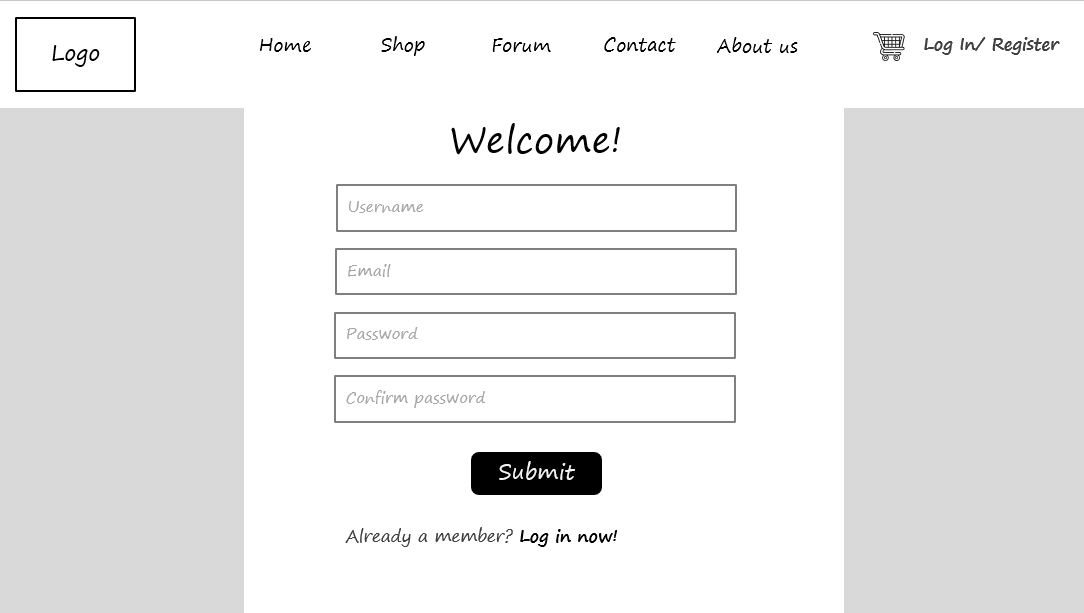 Logo Home Shop Forum Contact About us Log In/ Register
Welcome!
Username
Email
Password
Confirm password
Submit
Already a member? Log in now!